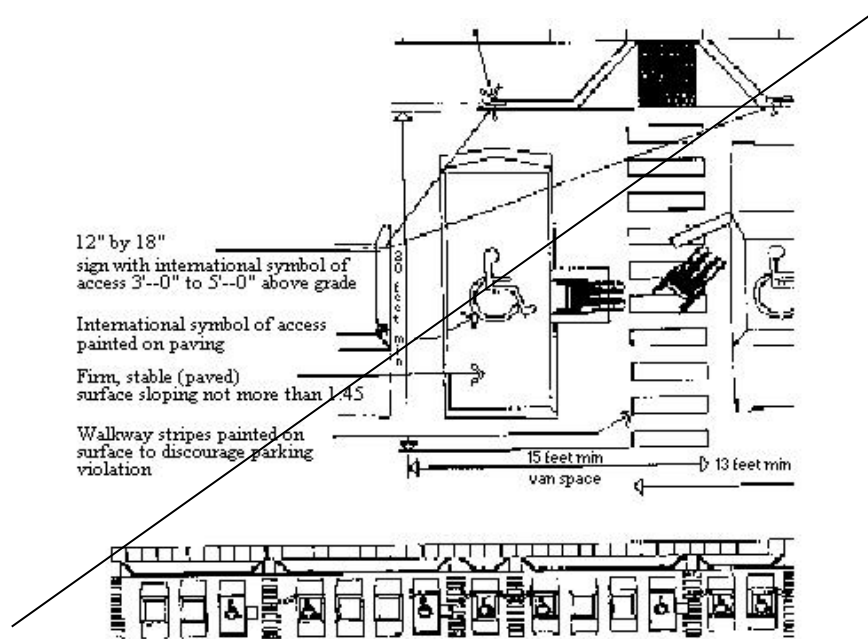 12" by 18"
sign with international symbol of
access 3'--0" to 5'--0" above grade
20 feet min
International symbol of access
painted on paving
Firm, stable (paved)
surface sloping not more than 1:45
Walkway stripes painted on
surface to discourage parking
violation
15 feet min
van space
13 feet min